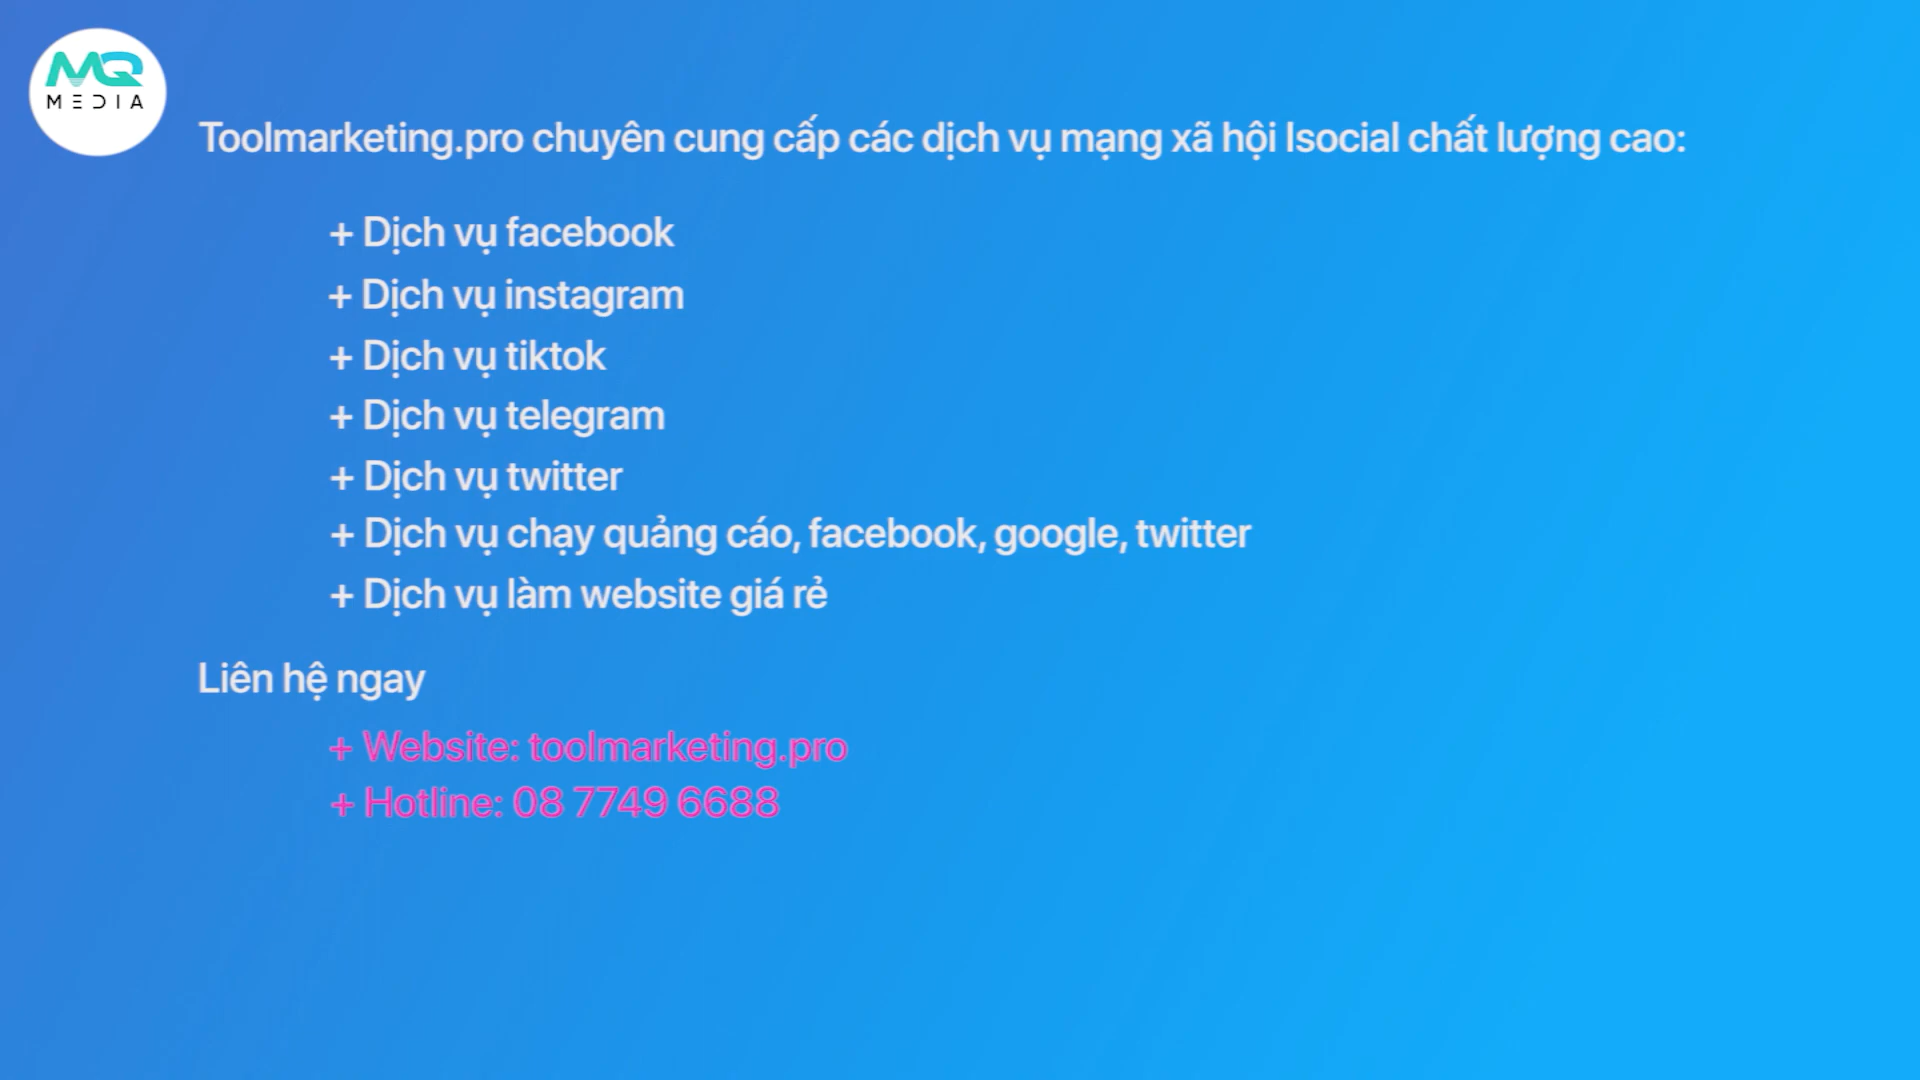 MQ
MEDIA
Toolmarketing.pro chuyên cung cấp các dịch vụ mạng xã hội Isocial chất lượng cao:
+ Dịch vụ facebook
+ Dịch vụ instagram
+ Dịch vụ tiktok
+ Dịch vụ telegram
+ Dịch vụ twitter
+ Dịch vụ chạy quảng cáo, facebook, google, twitter
+ Dịch vụ làm website giá rẻ
Liên hệ ngay
+ Website: toolmarketing.pro
+ Hotline: 08 7749 6688